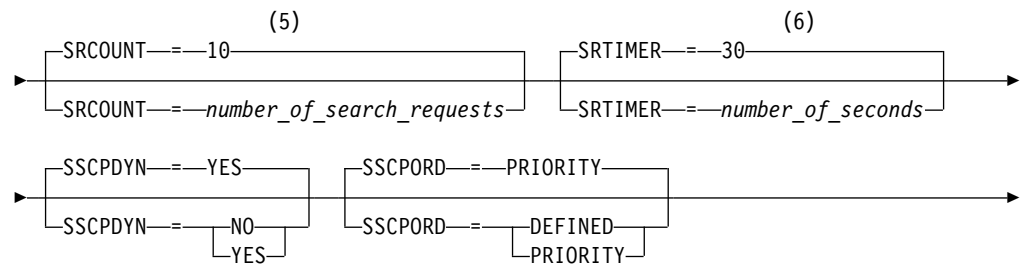 (5) (6)
SRCOUNT = 10 SRTIMER = 30
SRCOUNT = number_of_search_requests SRTIMER = number_of_seconds
SSCPDYN = YES SSCPORD = PRIORITY
SSCPDYN = NO SSCPORD = DEFINED
YES PRIORITY